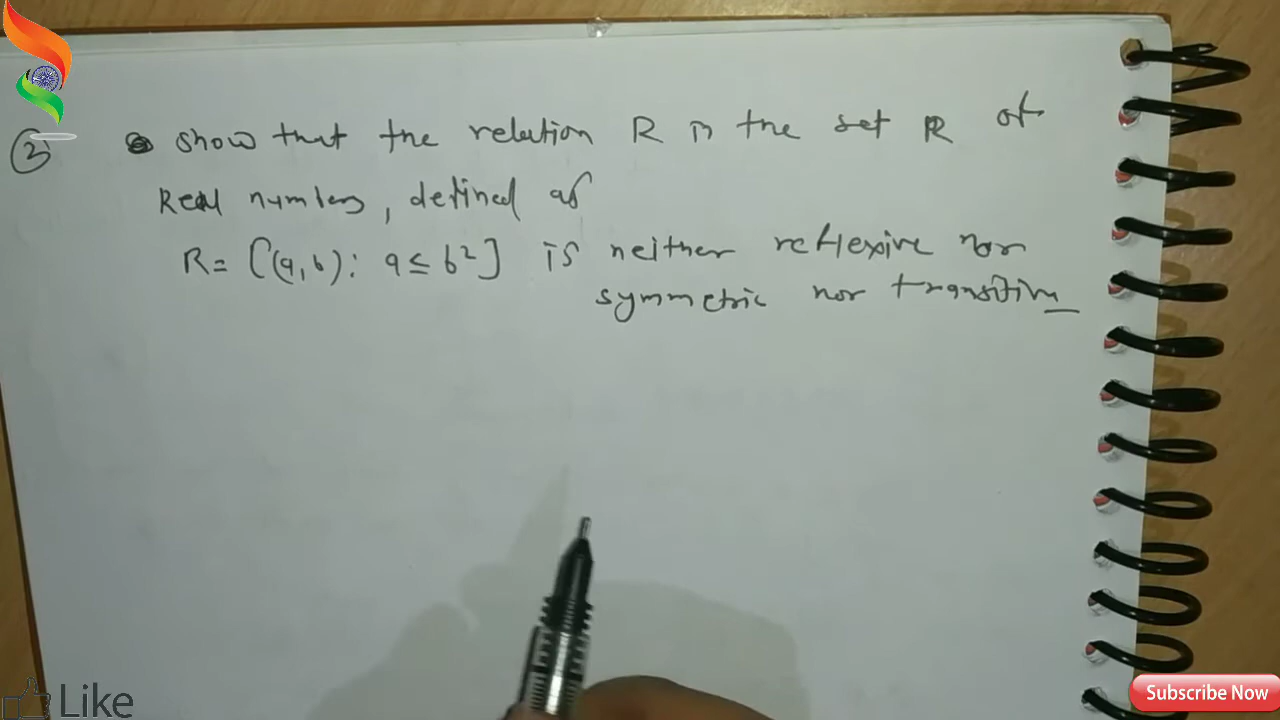 2 show that the relation R in the set R of
Real numbers, defined as
R = {(a, b) : a ≤ b²} is neither reflexive nor
symmetric nor transitive
Like
Subscribe Now